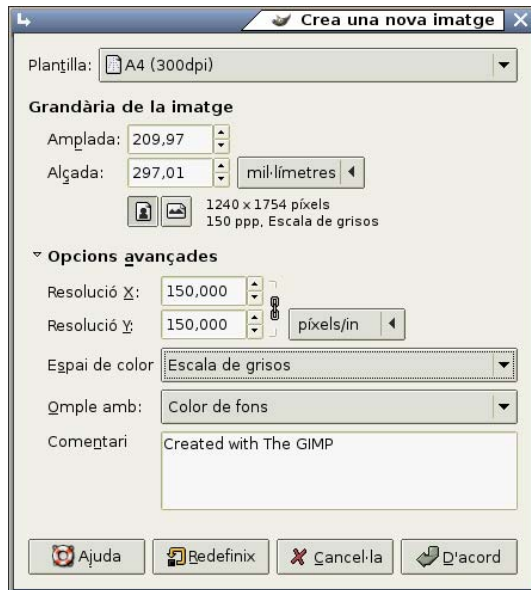 Crea una nova imatge
Plantilla: A4 (300dpi)
Grandària de la imatge
Amplada: 209,97
Alçada: 297,01 mil·límetres
1240 x 1754 píxels
150 ppp, Escala de grisos
Opcions avançades
Resolució X: 150,000
Resolució Y: 150,000 píxels/in
Espai de color Escala de grisos
Omple amb: Color de fons
Comentari Created with The GIMP
Ajuda Redefinix Cancel·la D'acord